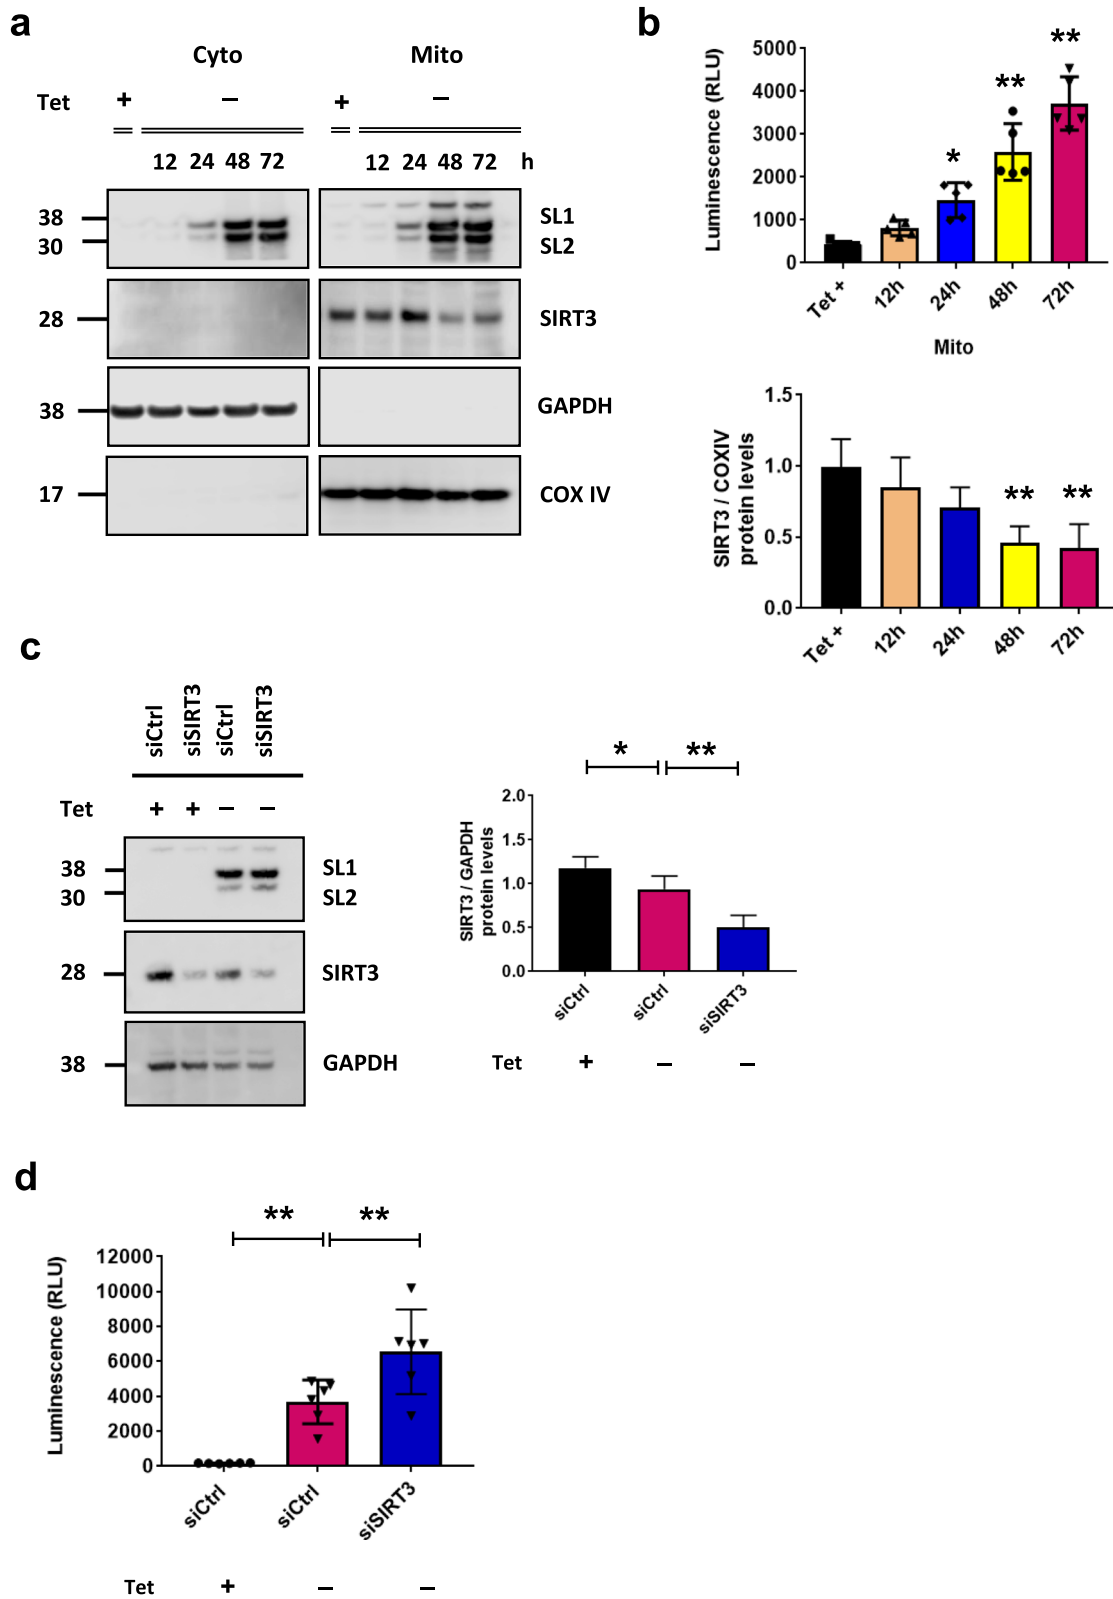 a
Cyto Mito
Tet + – + –
12 24 48 72 12 24 48 72 h
38 SL1
30 SL2
28 SIRT3
38 GAPDH
17 COX IV
b
Luminescence (RLU)
5000
4000
3000
2000
1000
0
* ** **
Tet + 12h 24h 48h 72h
Mito
SIRT3 / COXIV
protein levels
1.5
1.0
0.5
0.0
** **
Tet + 12h 24h 48h 72h
c
siCtrl siSIRT3 siCtrl siSIRT3
Tet + + – –
38 SL1
30 SL2
28 SIRT3
38 GAPDH
* **
SIRT3 / GAPDH
protein levels
2.0
1.5
1.0
0.5
0.0
siCtrl siCtrl siSIRT3
Tet + – –
d
** **
Luminescence (RLU)
12000
10000
8000
6000
4000
2000
0
siCtrl siCtrl siSIRT3
Tet + – –